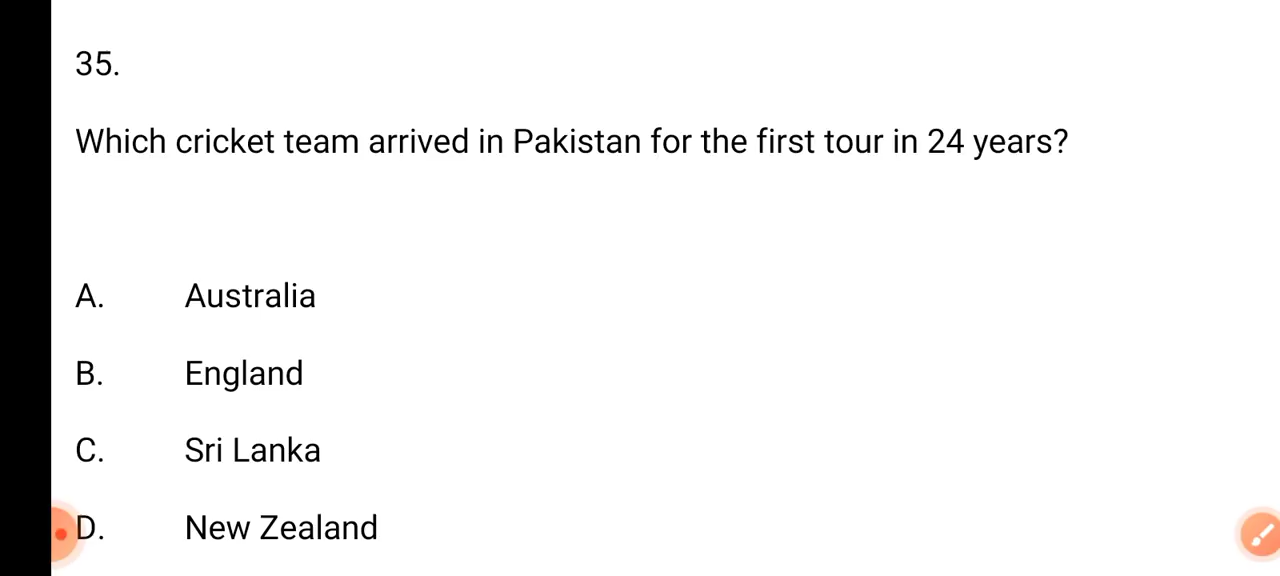 35.
Which cricket team arrived in Pakistan for the first tour in 24 years?
A. Australia
B. England
C. Sri Lanka
D. New Zealand